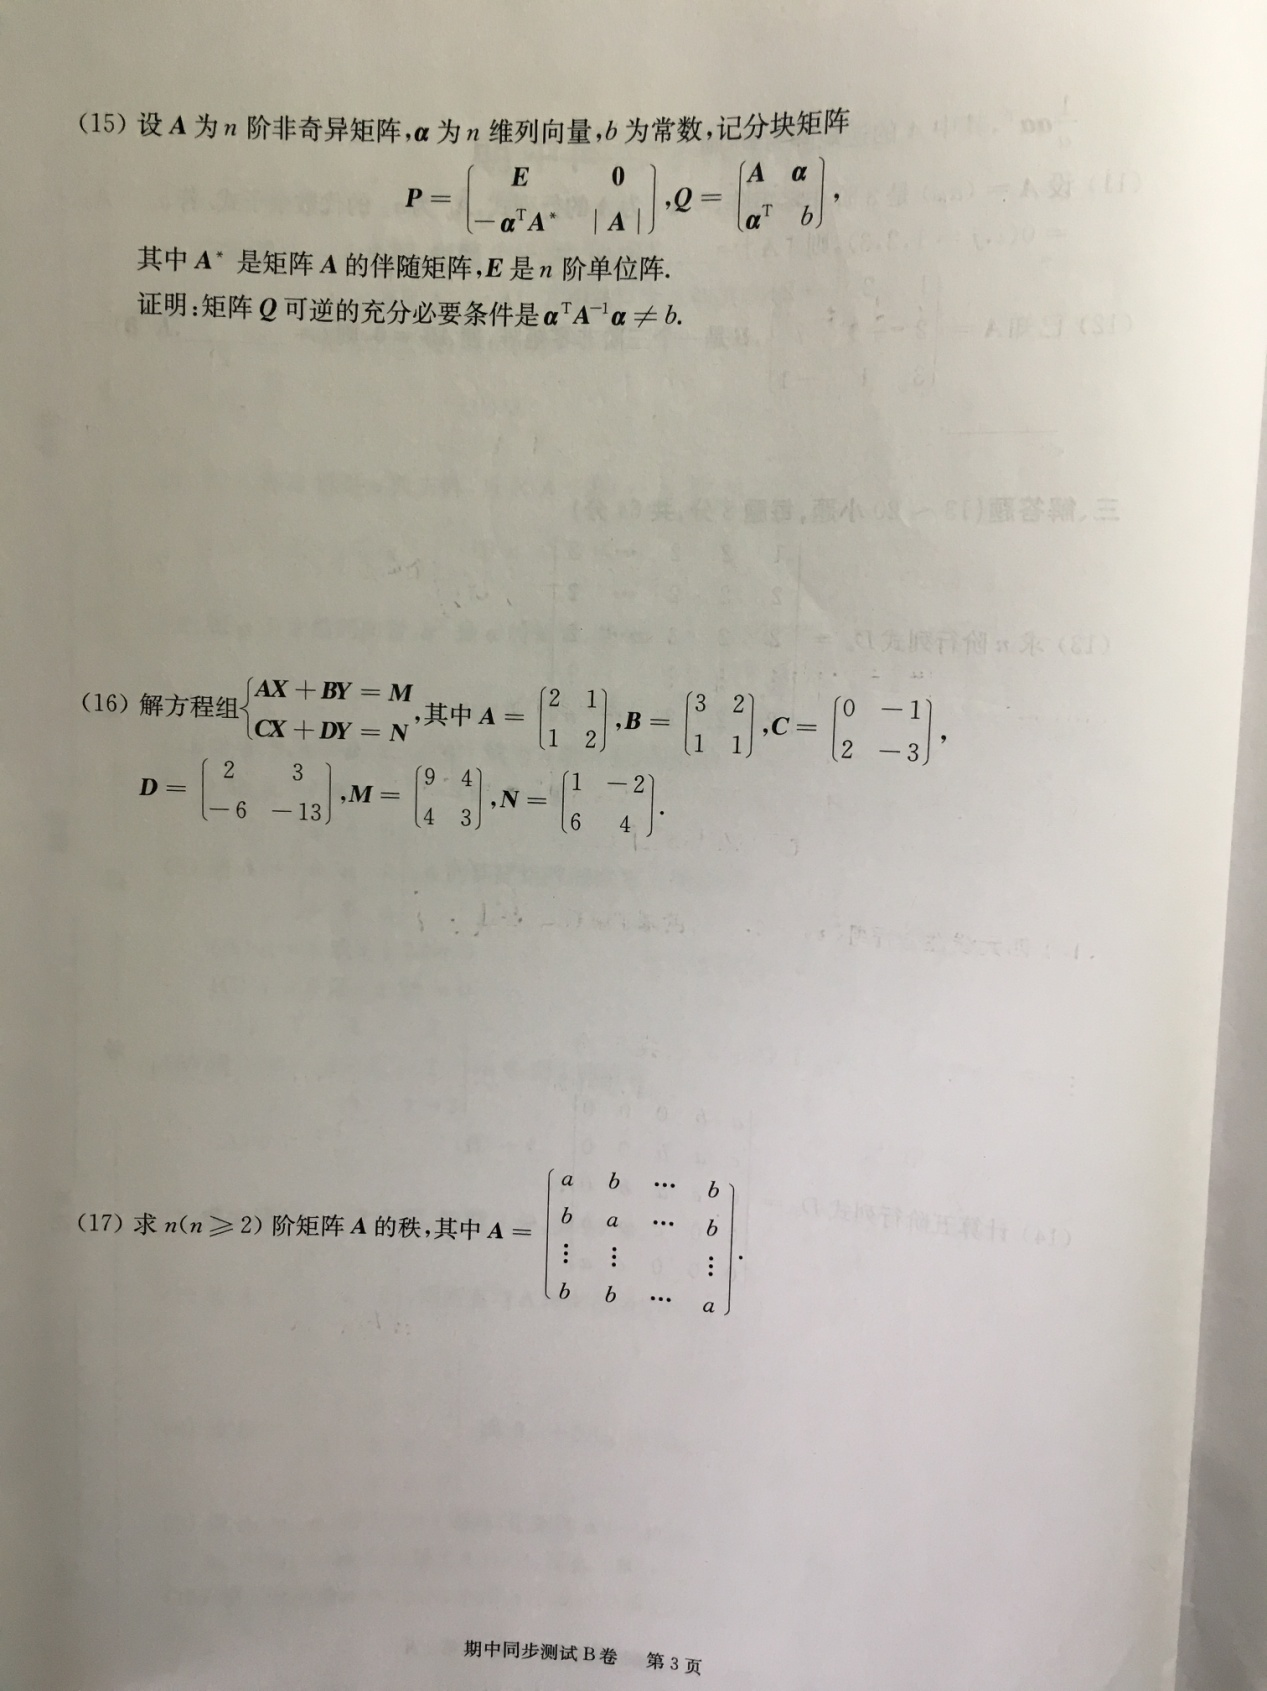 (15) 设 A 为 n 阶非奇异矩阵,α 为 n 维列向量,b 为常数,记分块矩阵
P = [E 0; −αᵀA* |A|], Q = [A α; αᵀ b],
其中 A* 是矩阵 A 的伴随矩阵,E 是 n 阶单位阵.
证明:矩阵 Q 可逆的充分必要条件是 αᵀA⁻¹α ≠ b.
(16) 解方程组{AX + BY = M; CX + DY = N,其中 A = [2 1; 1 2], B = [3 2; 1 1], C = [0 −1; 2 −3],
D = [2 3; −6 −13], M = [9 4; 4 3], N = [1 −2; 6 4].
(17) 求 n(n ≥ 2) 阶矩阵 A 的秩,其中 A = [a b ⋯ b; b a ⋯ b; ⋮ ⋮ ⋮; b b ⋯ a].
期中同步测试 B 卷 第 3 页